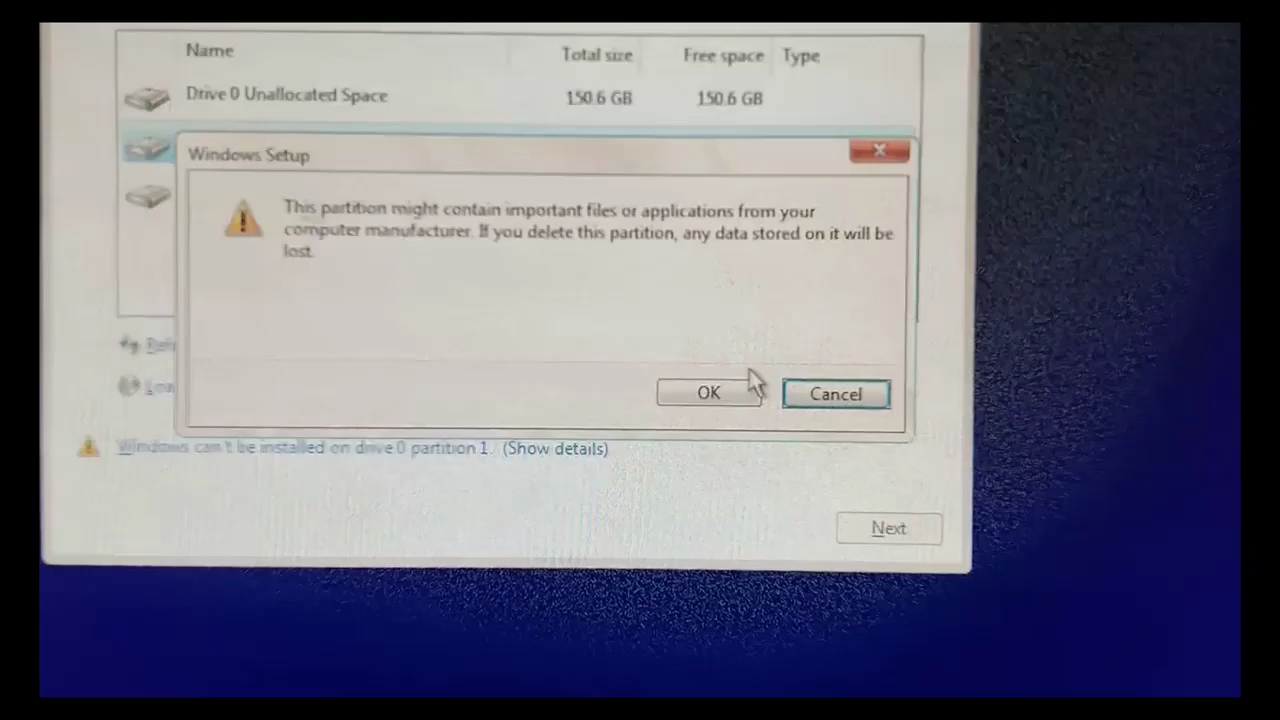 Name Total size Free space Type
Drive 0 Unallocated Space 150.6 GB 150.6 GB
Windows Setup
This partition might contain important files or applications from your
computer manufacturer. If you delete this partition, any data stored on it will be
lost.
OK Cancel
Windows can't be installed on drive 0 partition 1. (Show details)
Next